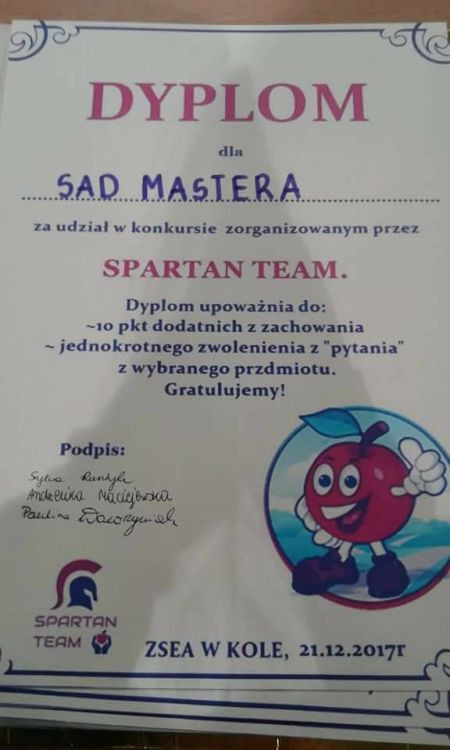 DYPLOM
dla
SAD MASTERA
za udział w konkursie zorganizowanym przez
SPARTAN TEAM.
Dyplom upoważnia do:
~10 pkt dodatnich z zachowania
~ jednokrotnego zwolenienia z "pytania"
z wybranego przdmiotu.
Gratulujemy!
Podpis:
Sylwia
Andżelika Maciejewska
Paulina
SPARTAN
TEAM
ZSEA W KOLE, 21.12.2017r